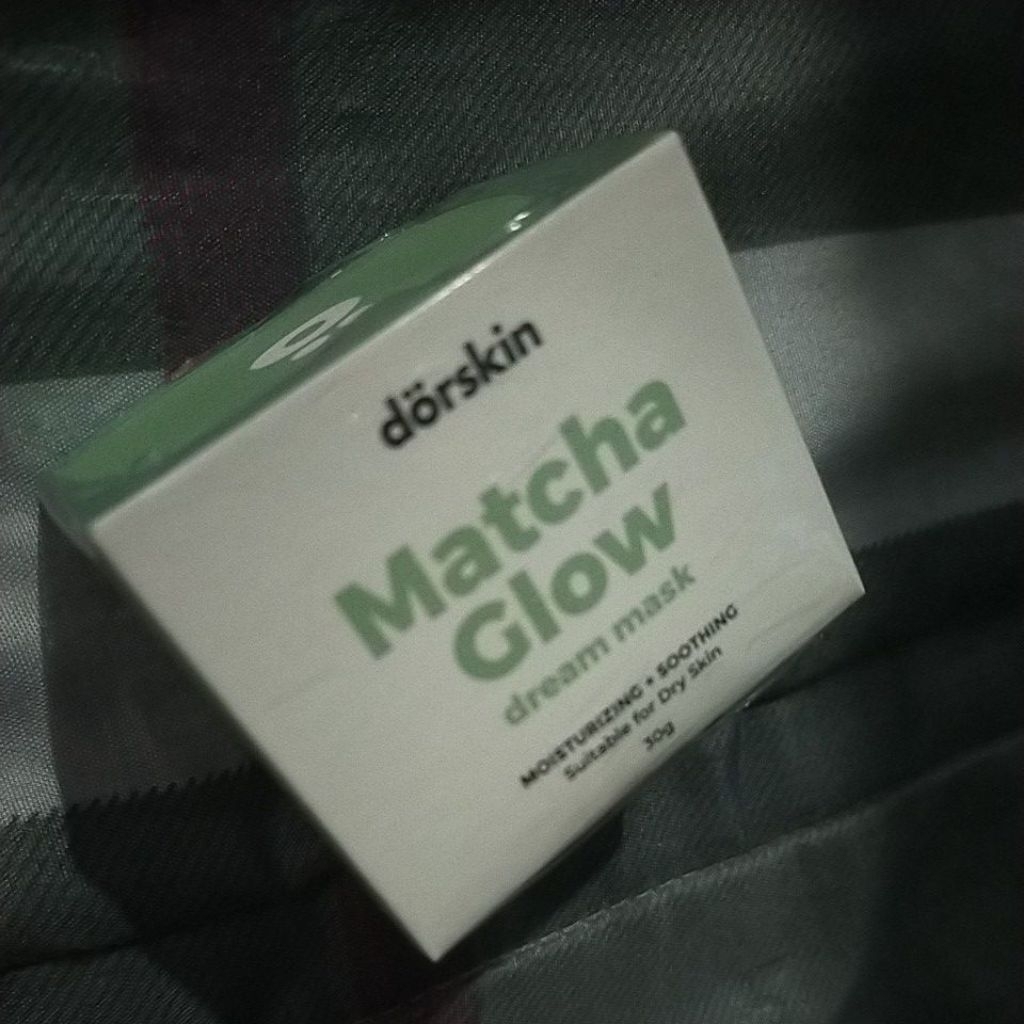 dörskin
Matcha
Glow
dream mask
MOISTURIZING + SOOTHING
Suitable for Dry Skin
30g